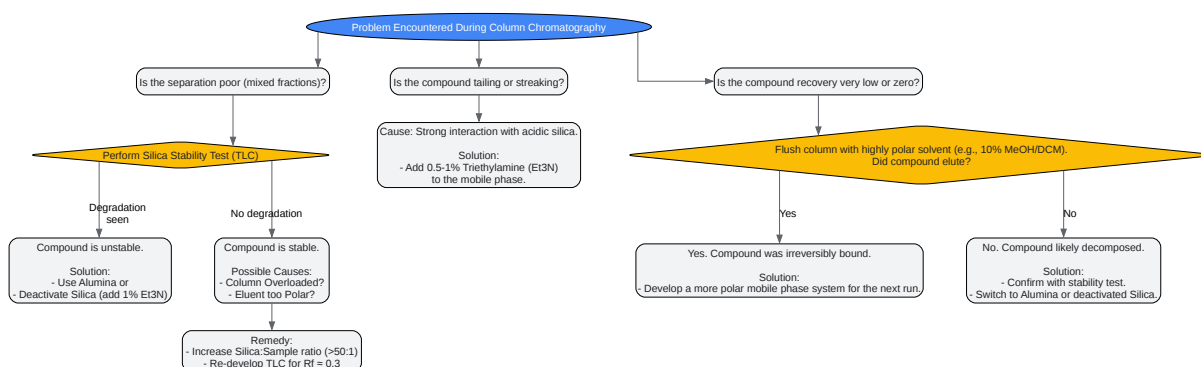 Problem Encountered During Column Chromatography
Is the separation poor (mixed fractions)?
Is the compound tailing or streaking?
Is the compound recovery very low or zero?
Cause: Strong interaction with acidic silica.
Solution:
- Add 0.5-1% Triethylamine (Et3N)
to the mobile phase.
Perform Silica Stability Test (TLC)
Flush column with highly polar solvent (e.g., 10% MeOH/DCM).
Did compound elute?
Degradation
seen
No degradation
Yes
No
Compound is unstable.
Solution:
- Use Alumina or
- Deactivate Silica (add 1% Et3N)
Compound is stable.
Possible Causes:
- Column Overloaded?
- Eluent too Polar?
Yes. Compound was irreversibly bound.
Solution:
- Develop a more polar mobile phase system for the next run.
No. Compound likely decomposed.
Solution:
- Confirm with stability test.
- Switch to Alumina or deactivated Silica.
Remedy:
- Increase Silica:Sample ratio (>50:1)
- Re-develop TLC for Rf = 0.3